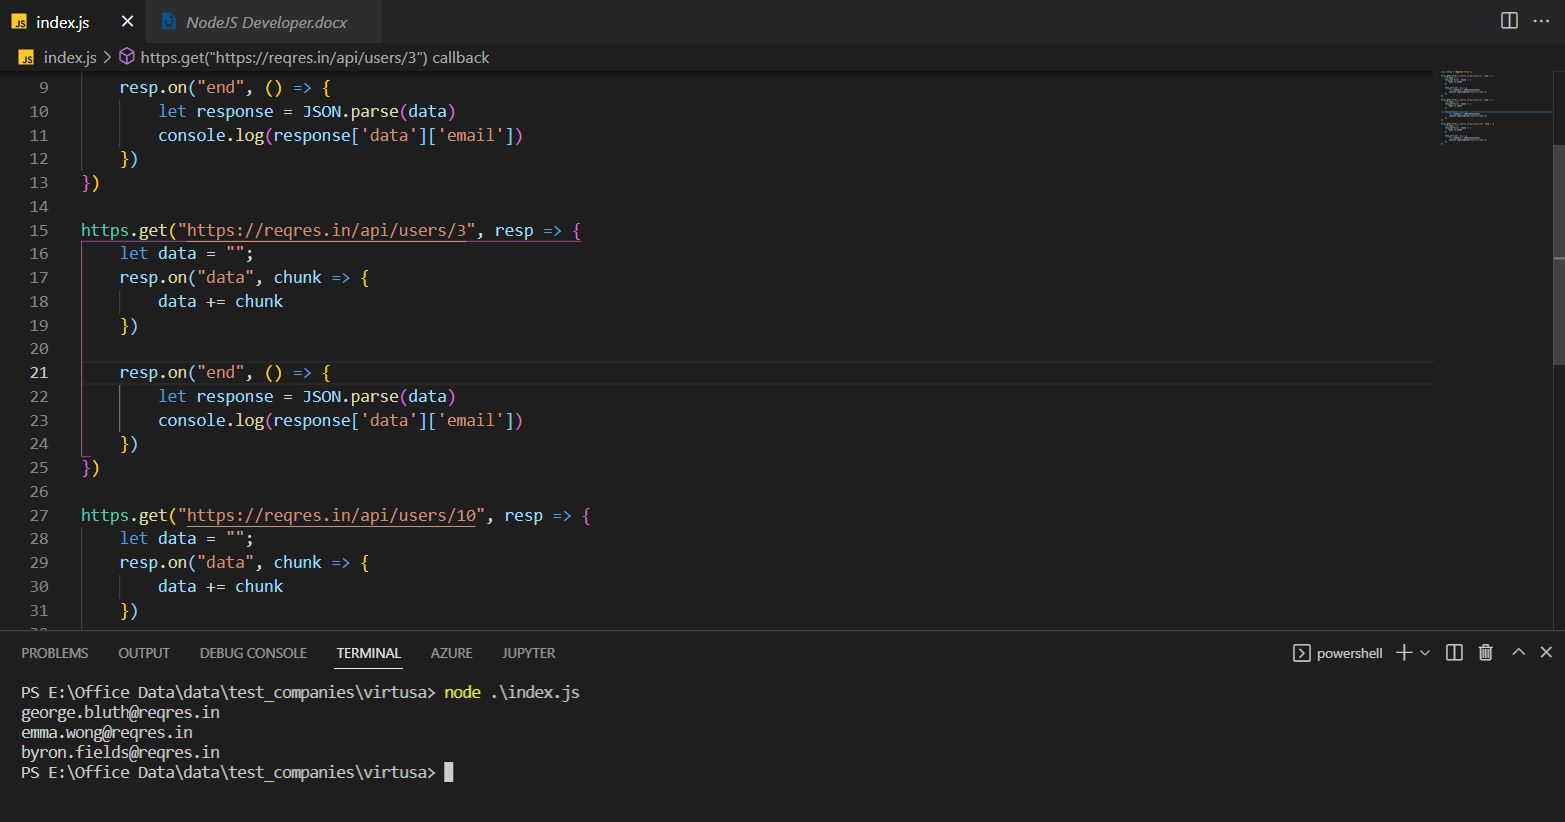 JS index.js × NodeJS Developer.docx
JS index.js > https.get("https://reqres.in/api/users/3") callback
9 resp.on("end", () => {
10 let response = JSON.parse(data)
11 console.log(response['data']['email'])
12 })
13 })
14
15 https.get("https://reqres.in/api/users/3", resp => {
16 let data = "";
17 resp.on("data", chunk => {
18 data += chunk
19 })
20
21 resp.on("end", () => {
22 let response = JSON.parse(data)
23 console.log(response['data']['email'])
24 })
25 })
26
27 https.get("https://reqres.in/api/users/10", resp => {
28 let data = "";
29 resp.on("data", chunk => {
30 data += chunk
31 })
PROBLEMS OUTPUT DEBUG CONSOLE TERMINAL AZURE JUPYTER powershell
PS E:\Office Data\data\test_companies\virtusa> node .\index.js
george.bluth@reqres.in
emma.wong@reqres.in
byron.fields@reqres.in
PS E:\Office Data\data\test_companies\virtusa>